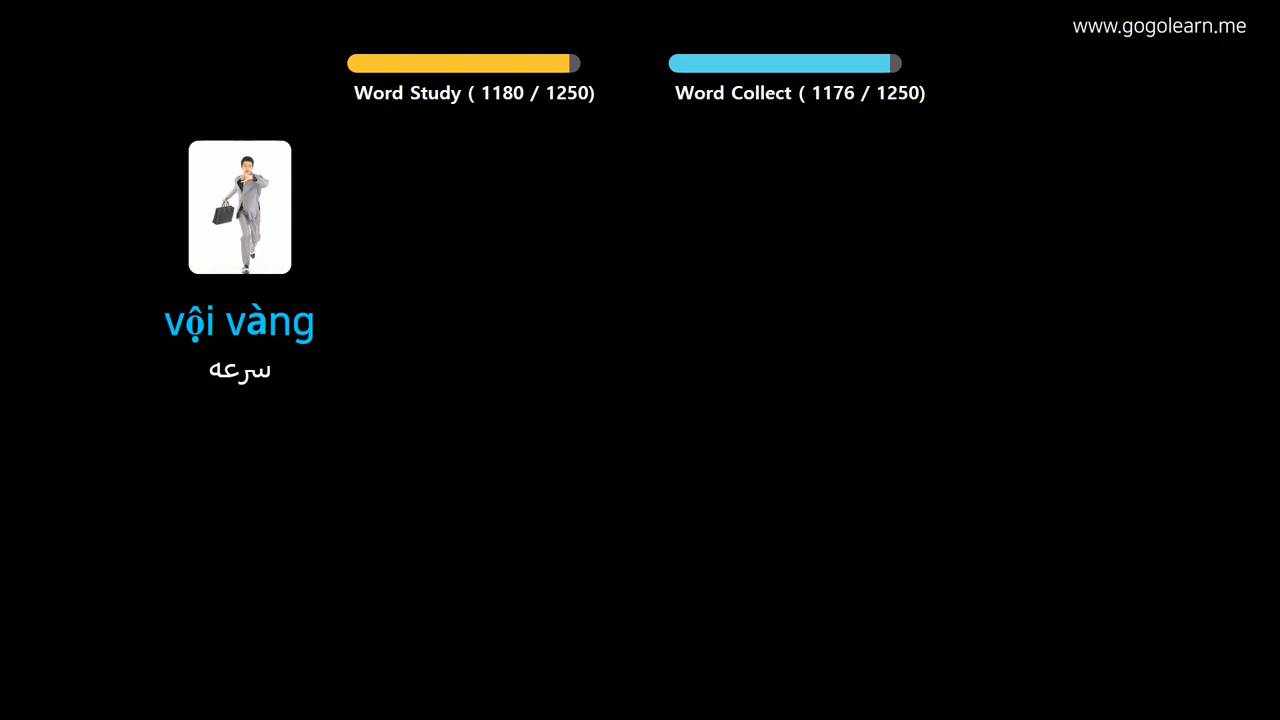 www.gogolearn.me
Word Study ( 1180 / 1250)
Word Collect ( 1176 / 1250)
vội vàng
سرعه